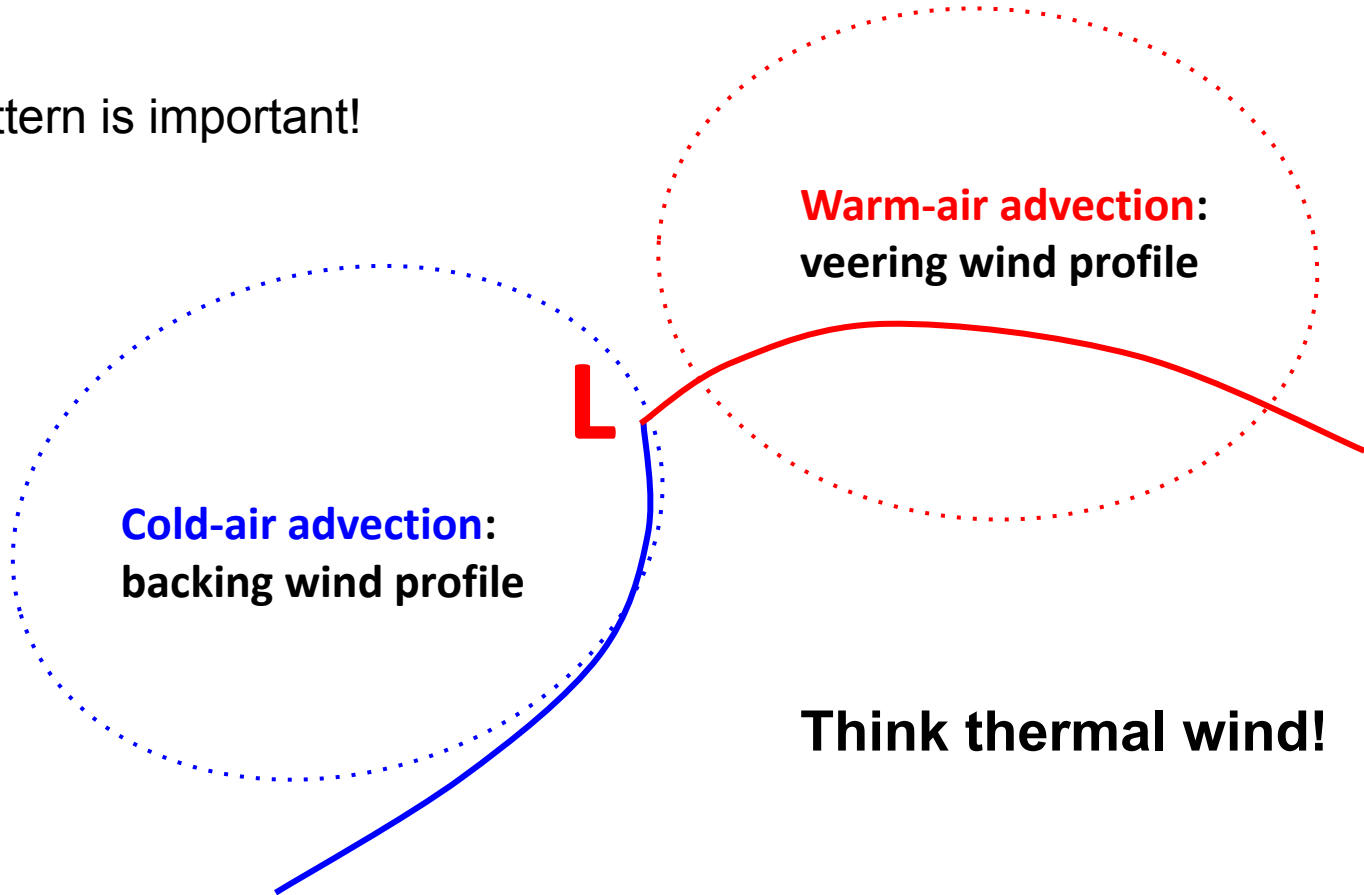 ttern is important!
Warm-air advection:
veering wind profile
L
Cold-air advection:
backing wind profile
Think thermal wind!